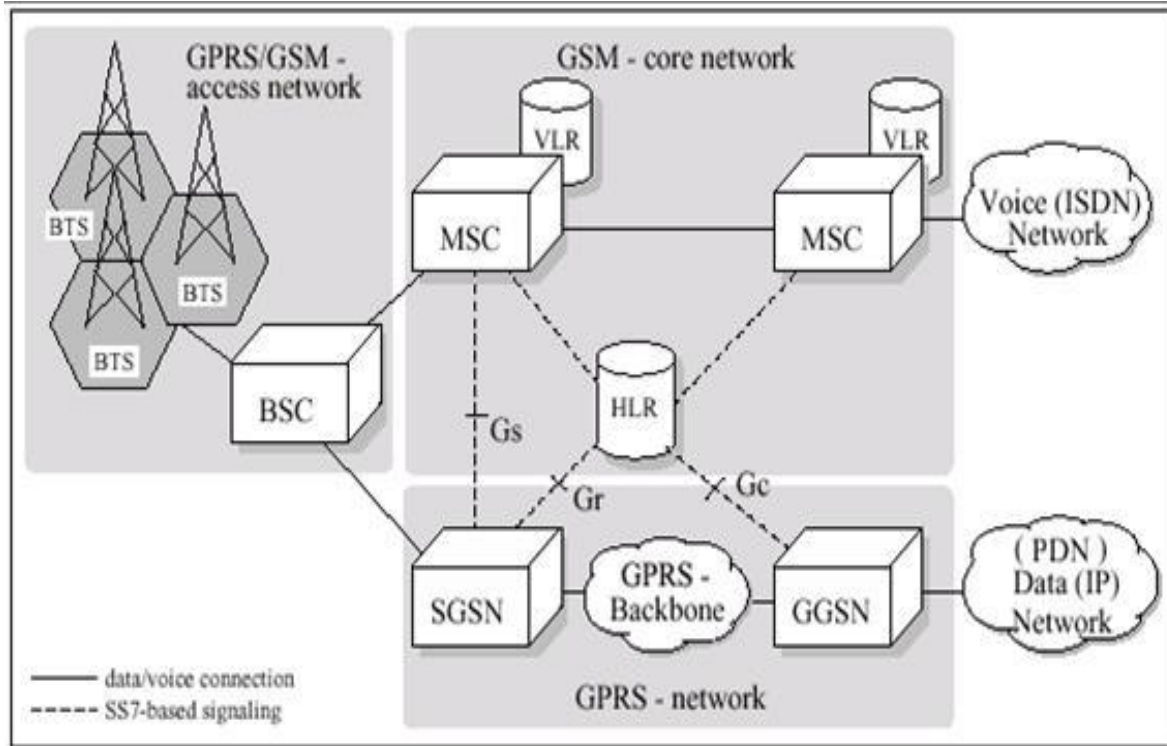 GPRS/GSM -
access network
BTS
BTS
BTS
BSC
GSM - core network
VLR
VLR
MSC
MSC
Voice (ISDN)
Network
HLR
Gs
Gr
Gc
SGSN
GPRS -
Backbone
GGSN
( PDN )
Data (IP)
Network
GPRS - network
data/voice connection
SS7-based signaling